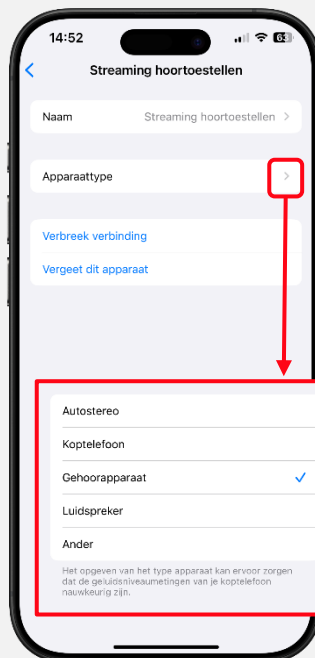 14:52
63
Streaming hoortoestellen
Naam Streaming hoortoestellen
Apparaattype
Verbreek verbinding
Vergeet dit apparaat
Autostereo
Koptelefoon
Gehoorapparaat
Luidspreker
Ander
Het opgeven van het type apparaat kan ervoor zorgen
dat de geluidsniveaumetingen van je koptelefoon
nauwkeurig zijn.